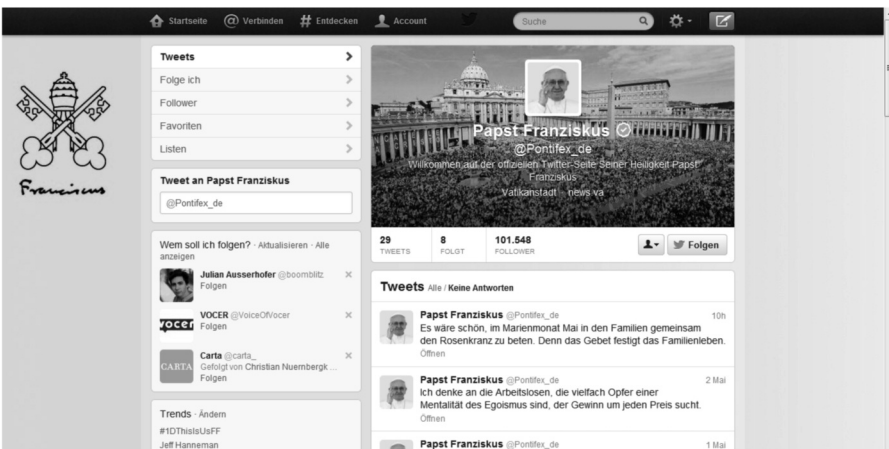 Startseite @ Verbinden # Entdecken Account Suche
Franciscus
Tweets
Folge ich
Follower
Favoriten
Listen
Tweet an Papst Franziskus
@Pontifex_de
Wem soll ich folgen? · Aktualisieren · Alle
anzeigen
Julian Ausserhofer @boomblitz
Folgen
vocer
VOCER @VoiceOfVocer
Folgen
CARTA
Carta @carta_
Gefolgt von Christian Nuernbergk ...
Folgen
Trends · Ändern
#1DThisIsUsFF
Jeff Hanneman
Papst Franziskus
@Pontifex_de
Willkommen auf der offiziellen Twitter-Seite Seiner Heiligkeit Papst
Franziskus
Vatikanstadt · news.va
29 8 101.548
TWEETS FOLGT FOLLOWER
Folgen
Tweets Alle / Keine Antworten
Papst Franziskus @Pontifex_de 10h
Es wäre schön, im Marienmonat Mai in den Familien gemeinsam
den Rosenkranz zu beten. Denn das Gebet festigt das Familienleben.
Öffnen
Papst Franziskus @Pontifex_de 2 Mai
Ich denke an die Arbeitslosen, die vielfach Opfer einer
Mentalität des Egoismus sind, der Gewinn um jeden Preis sucht.
Öffnen
Papst Franziskus @Pontifex_de 1 Mai